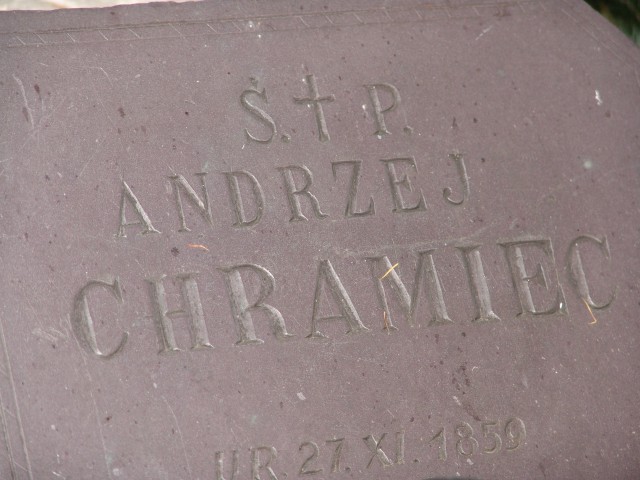 Ś. † P.
ANDRZEJ
CHRAMIEC
UR. 27. XI. 1859.